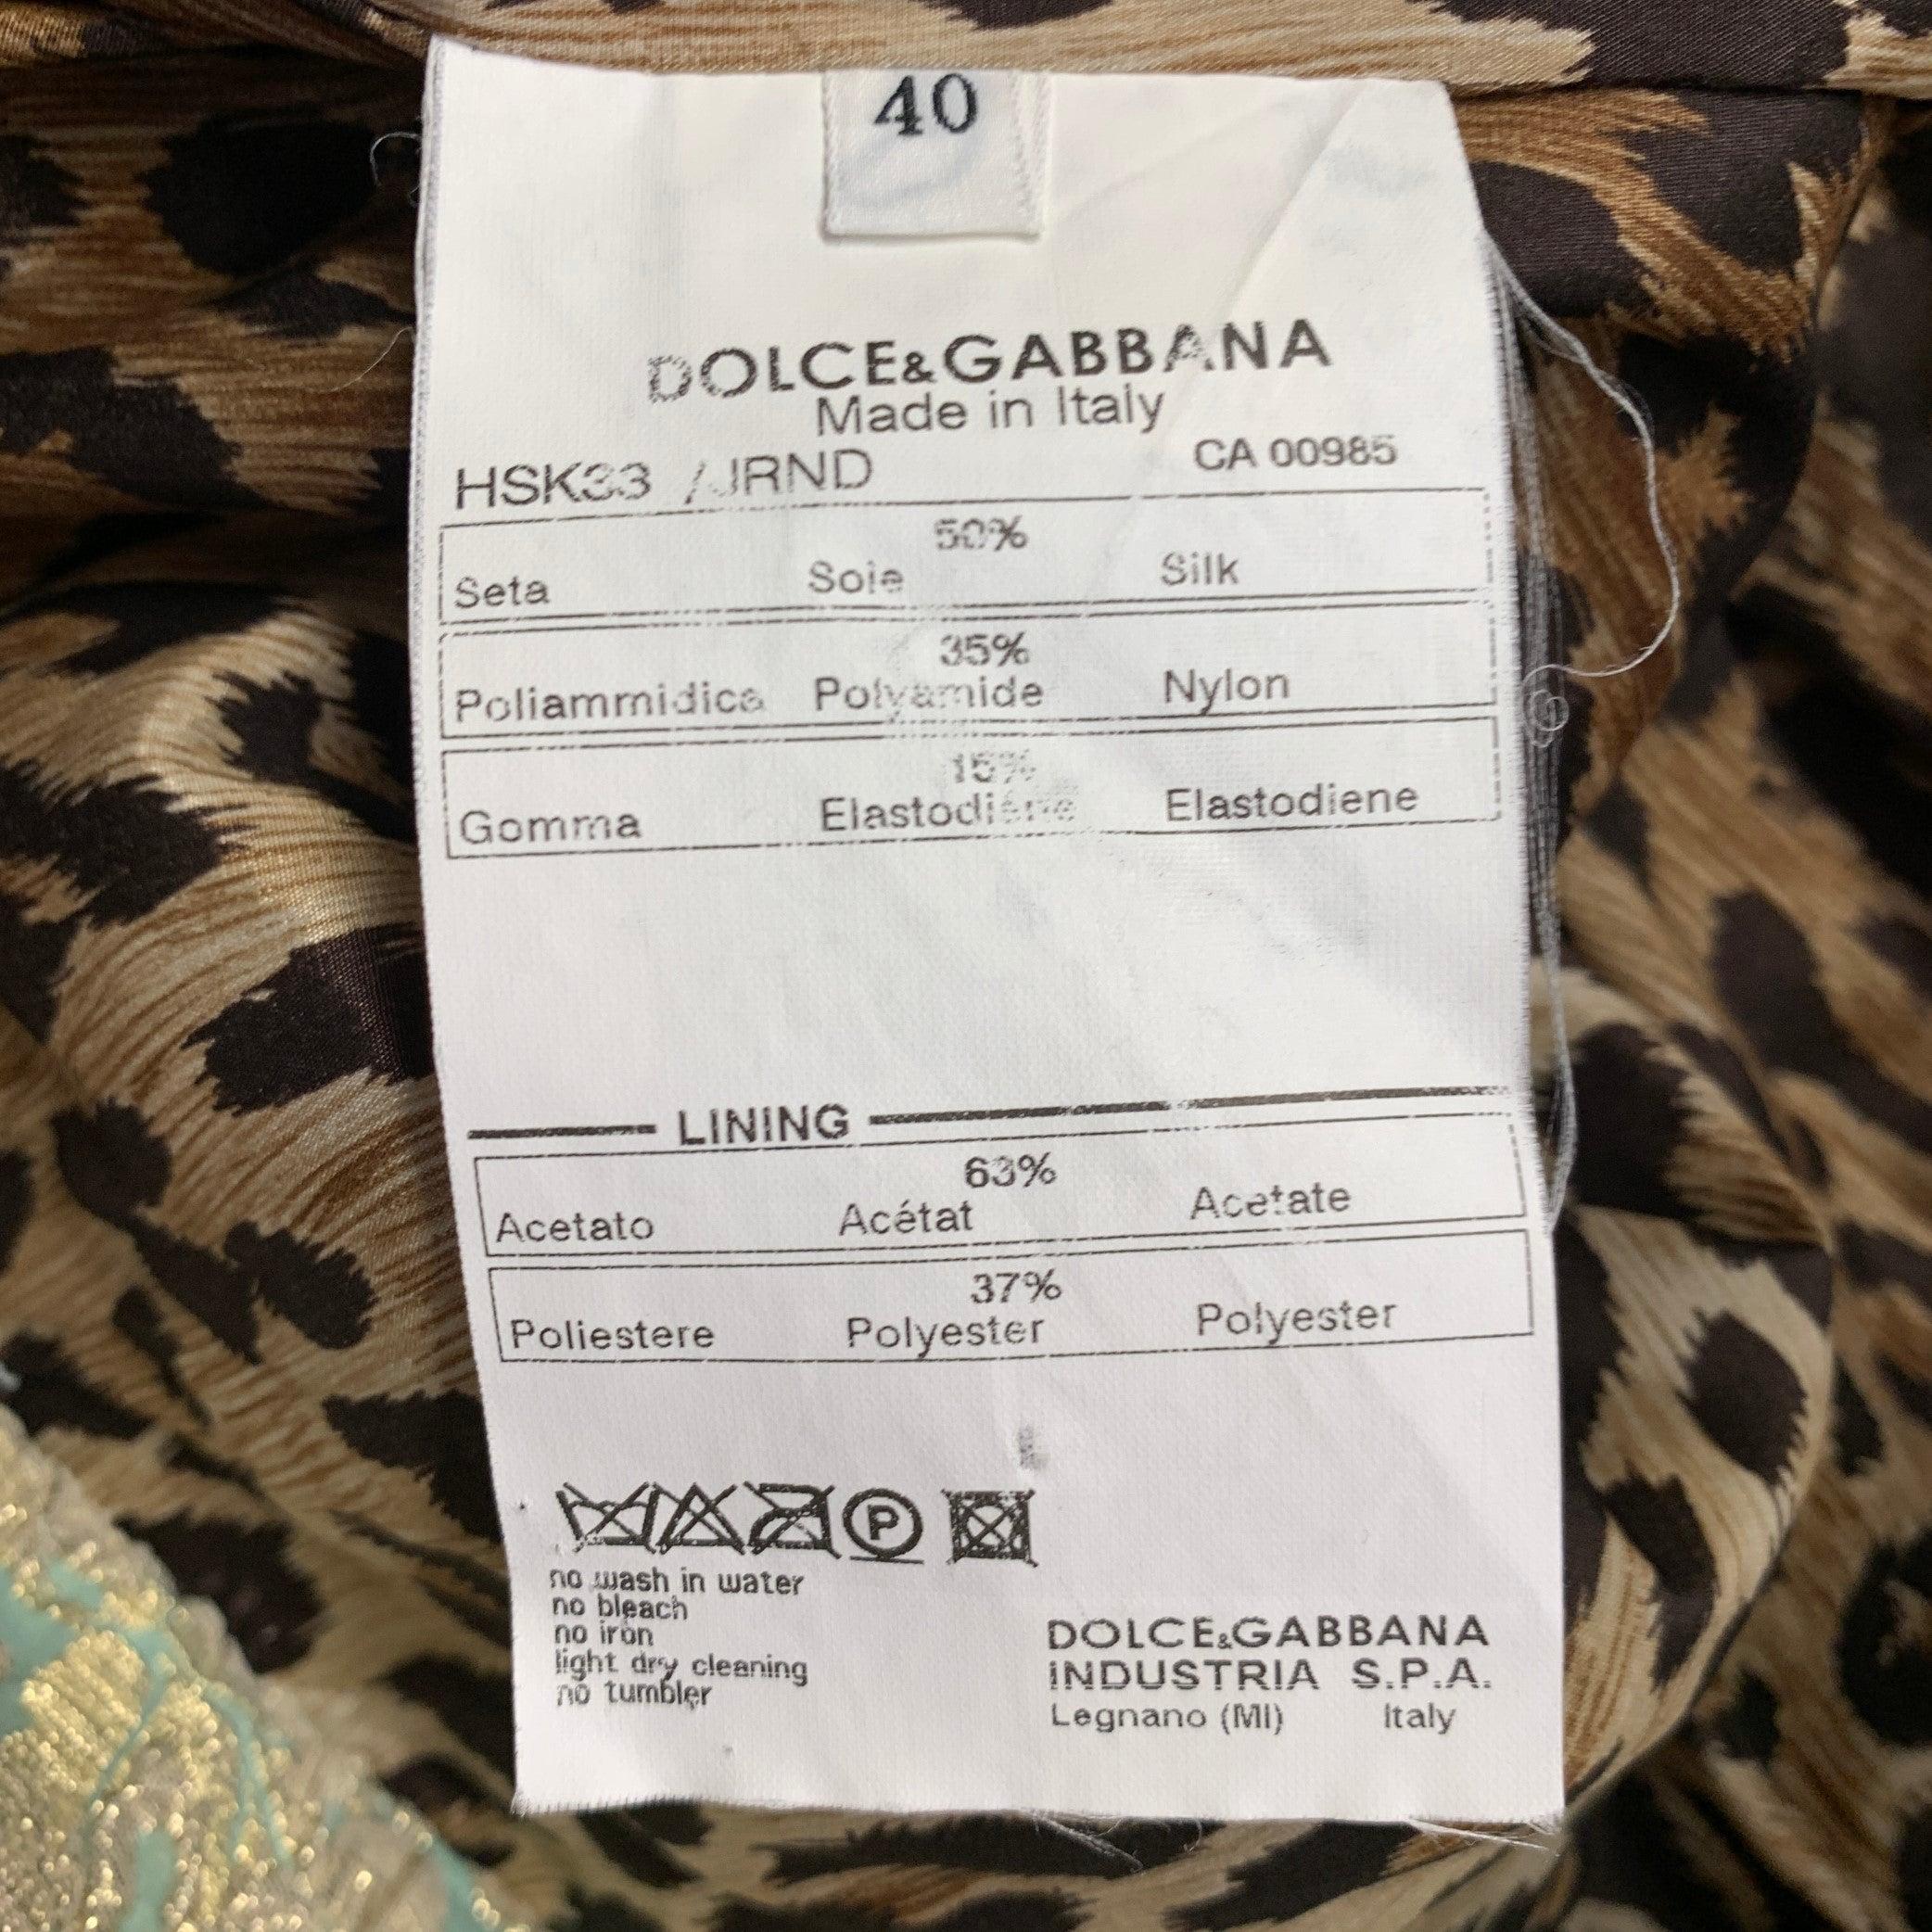 40
DOLCE&GABBANA
Made in Italy
HSK33 /JRND CA 00985
50%
Seta Soie Silk
35%
Poliammidica Polyamide Nylon
15%
Gomma Elastodiène Elastodiene
LINING
63%
Acetato Acétat Acetate
37%
Poliestere Polyester Polyester
P
no wash in water
no bleach
no iron
light dry cleaning
no tumbler
DOLCE&GABBANA
INDUSTRIA S.P.A.
Legnano (MI) Italy